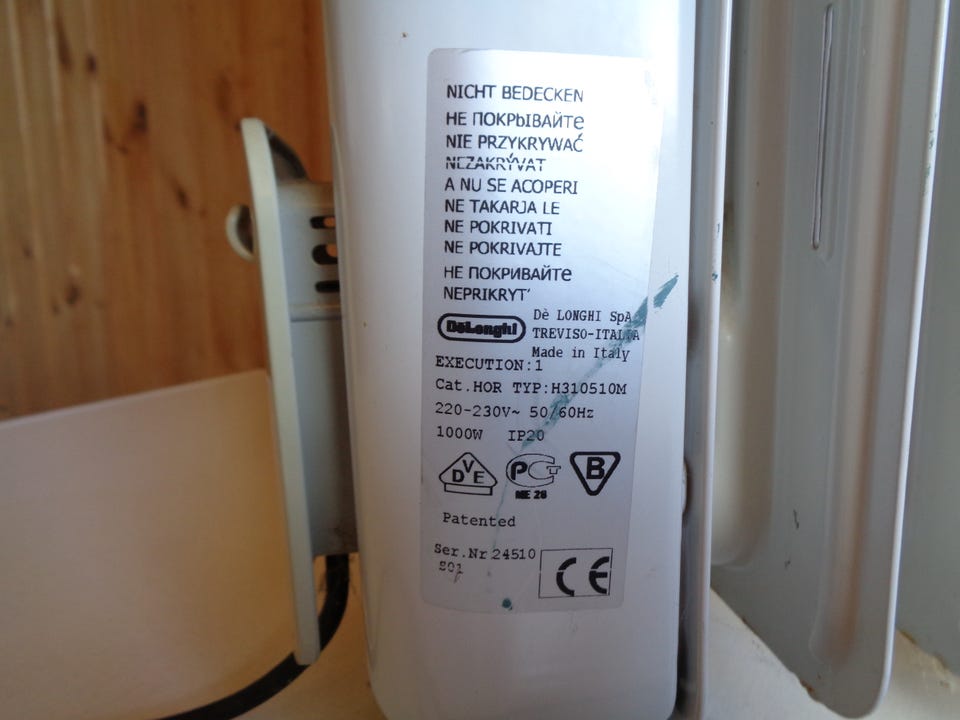 NICHT BEDECKEN
НЕ ПОКРЫВАЙТе
NIE PRZYKRYWAĆ
NEZAKRÝVAT
A NU SE ACOPERI
NE TAKARJA LE
NE POKRIVATI
NE POKRIVAJTE
НЕ ПОКРИВАЙТе
NEPRIKRYT'
DèLonghi
Dè LONGHI SpA
TREVISO-ITALIA
Made in Italy
EXECUTION:1
Cat.HOR TYP:H310510M
220-230V~ 50/60Hz
1000W IP20
DVE
PCT
ME 28
B
Patented
Ser.Nr 24510
S01
CE